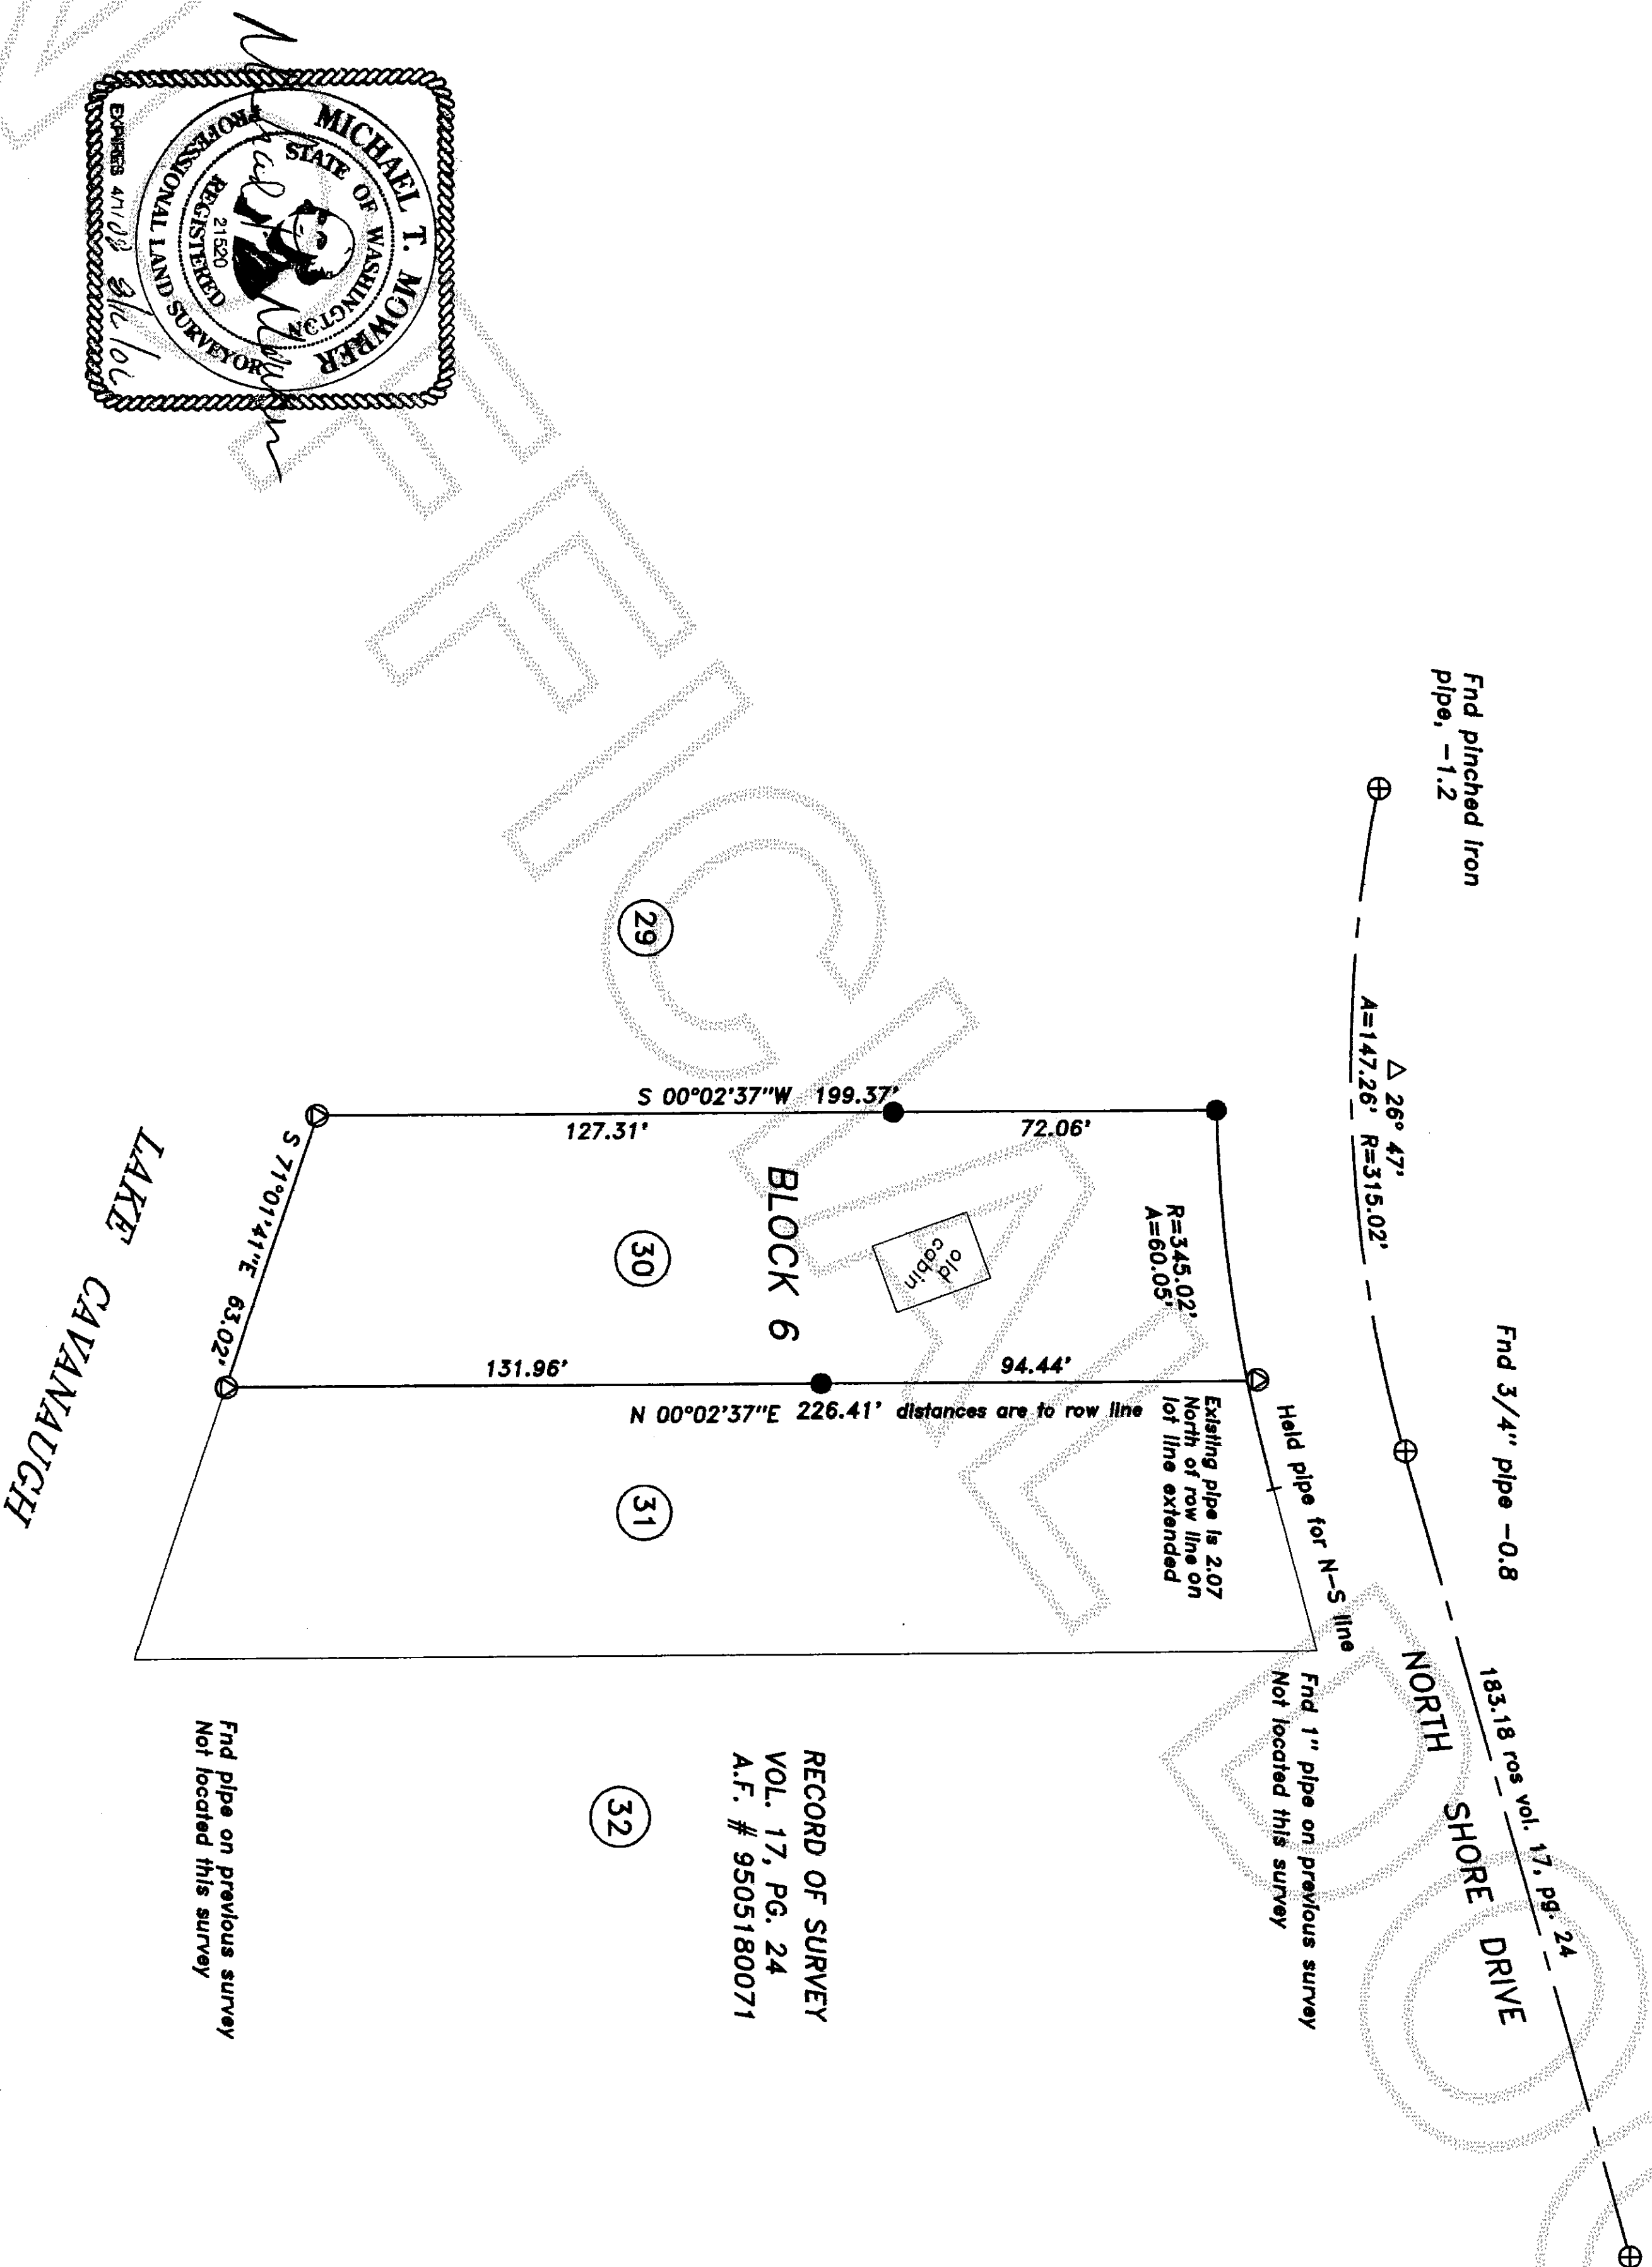 Fnd pinched iron
pipe, -1.2
△ 26° 47'
A=147.26' R=315.02'
Fnd 3/4" pipe -0.8
183.18 ros vol. 17, pg. 24
NORTH SHORE DRIVE
Held pipe for N-S line
Fnd 1" pipe on previous survey
Not located this survey
R=345.02'
A=60.05'
Existing pipe is 2.07
North of row line on
lot line extended
S 00°02'37"W 199.37'
72.06'
127.31'
old
cabin
BLOCK 6
94.44'
131.96'
N 00°02'37"E 226.41' distances are to row line
29
30
31
32
RECORD OF SURVEY
VOL. 17, PG. 24
A.F. # 9505180071
S 71°01'41"E 63.02'
LAKE CAVANAUGH
Fnd pipe on previous survey
Not located this survey
MICHAEL T. MOWRER
STATE OF WASHINGTON
21520
REGISTERED
PROFESSIONAL LAND SURVEYOR
EXPIRES
UNOFFICIAL DO